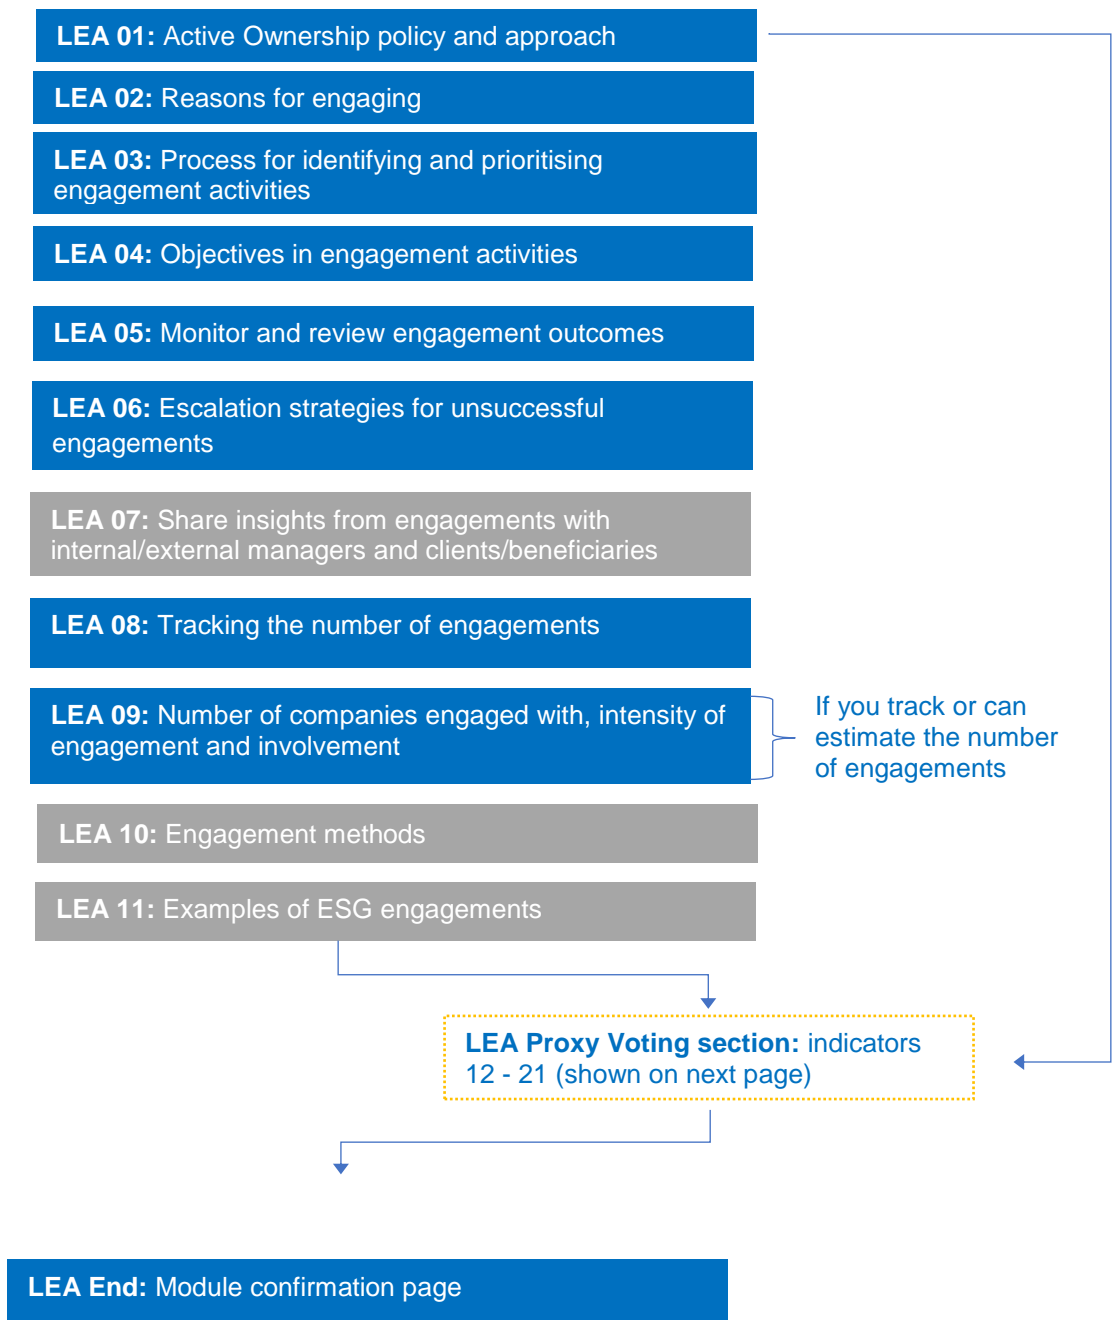 LEA 01: Active Ownership policy and approach
LEA 02: Reasons for engaging
LEA 03: Process for identifying and prioritising
engagement activities
LEA 04: Objectives in engagement activities
LEA 05: Monitor and review engagement outcomes
LEA 06: Escalation strategies for unsuccessful
engagements
LEA 07: Share insights from engagements with
internal/external managers and clients/beneficiaries
LEA 08: Tracking the number of engagements
LEA 09: Number of companies engaged with, intensity of
engagement and involvement
If you track or can
estimate the number
of engagements
LEA 10: Engagement methods
LEA 11: Examples of ESG engagements
LEA Proxy Voting section: indicators
12 - 21 (shown on next page)
LEA End: Module confirmation page